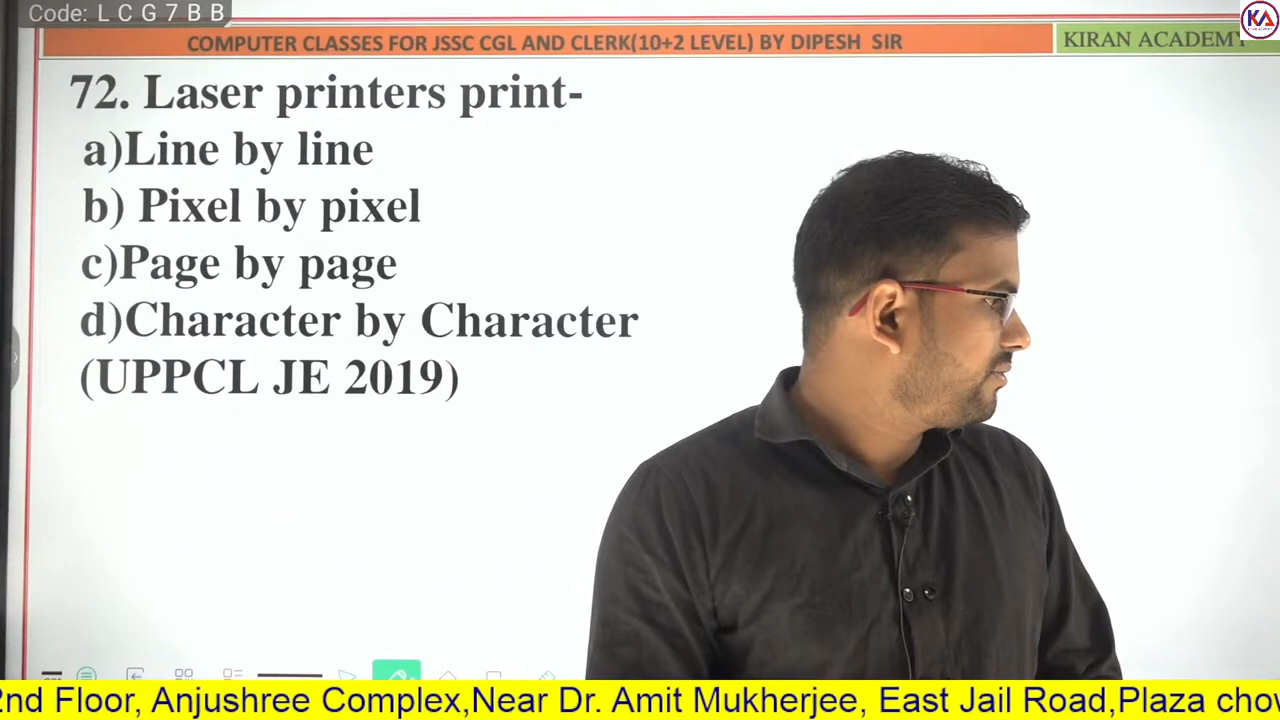 Code: L C G 7 B B
COMPUTER CLASSES FOR JSSC CGL AND CLERK(10+2 LEVEL) BY DIPESH SIR
KIRAN ACADEMY
KA
72. Laser printers print-
a)Line by line
b) Pixel by pixel
c)Page by page
d)Character by Character
(UPPCL JE 2019)
2nd Floor, Anjushree Complex,Near Dr. Amit Mukherjee, East Jail Road,Plaza chow